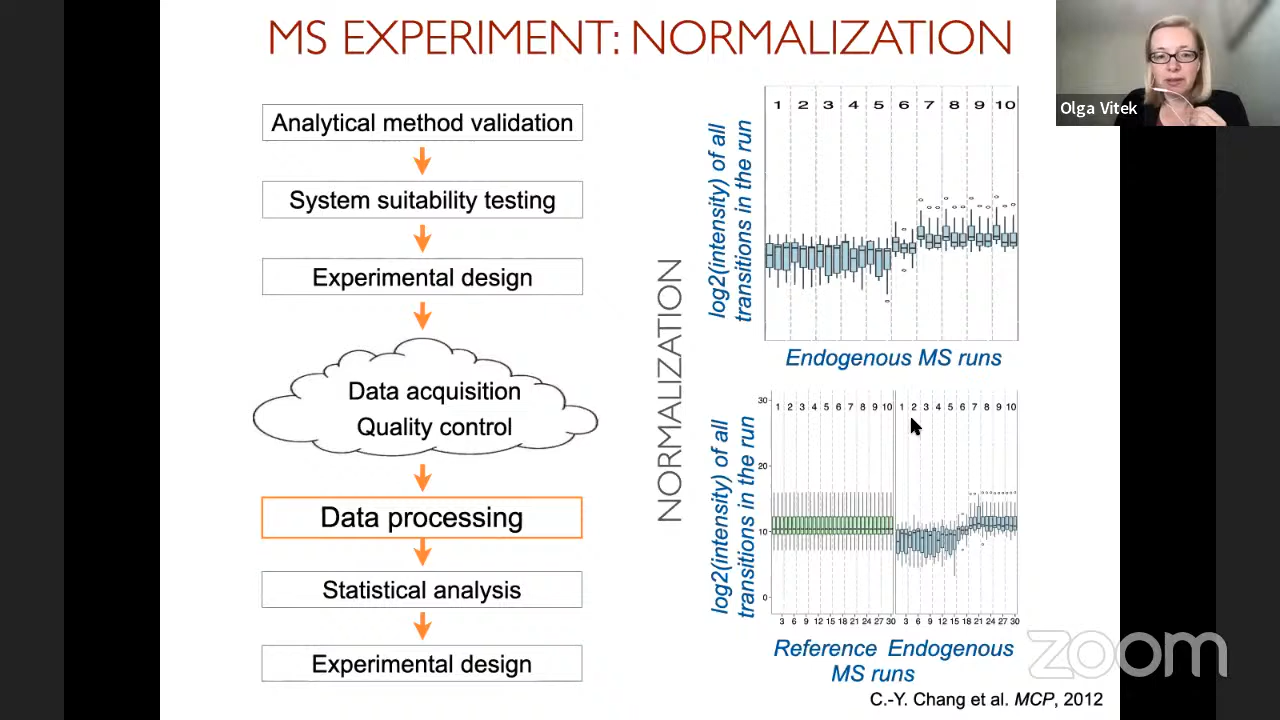 MS EXPERIMENT: NORMALIZATION
Olga Vitek
Analytical method validation
System suitability testing
Experimental design
Data acquisition
Quality control
Data processing
Statistical analysis
Experimental design
NORMALIZATION
log2(intensity) of all
transitions in the run
1 2 3 4 5 6 7 8 9 10
Endogenous MS runs
log2(intensity) of all
transitions in the run
30
20
10
0
1 2 3 4 5 6 7 8 9 10 1 2 3 4 5 6 7 8 9 10
3 6 9 12 15 18 21 24 27 30 3 6 9 12 15 18 21 24 27 30
Reference Endogenous
MS runs
C.-Y. Chang et al. MCP, 2012
zoom